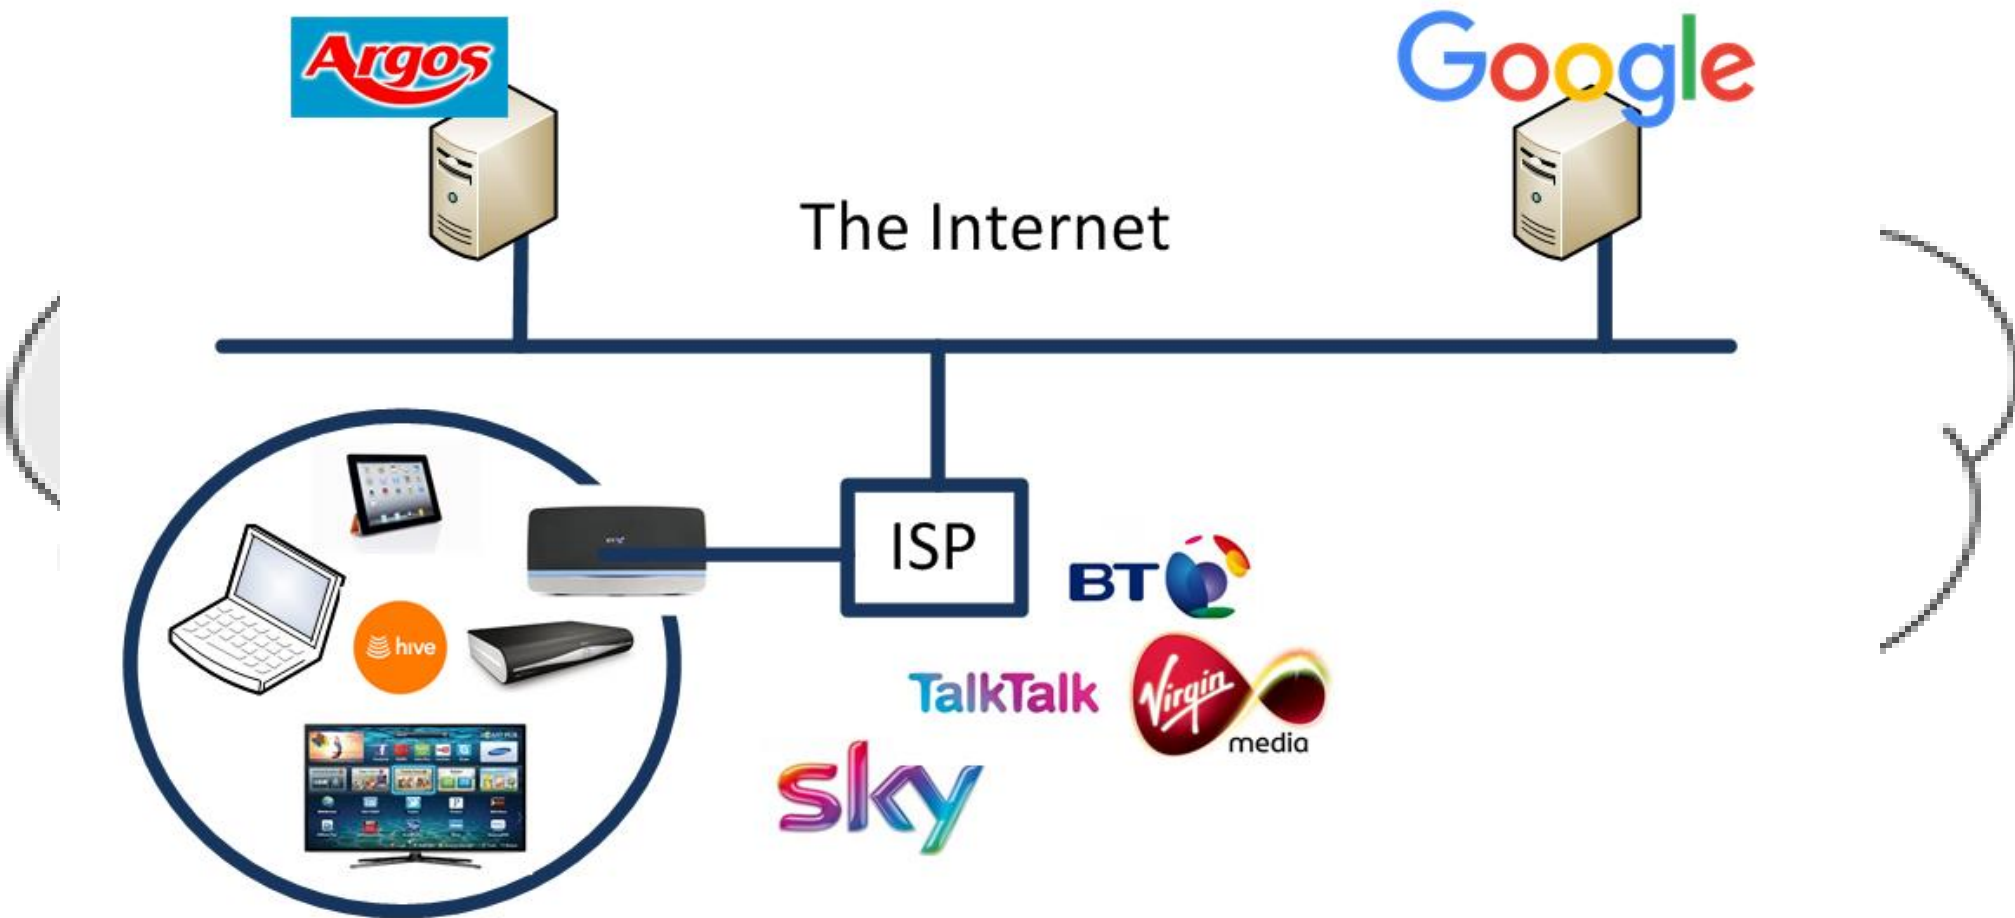 Argos
Google
The Internet
ISP
BT
hive
TalkTalk
Virgin
media
sky